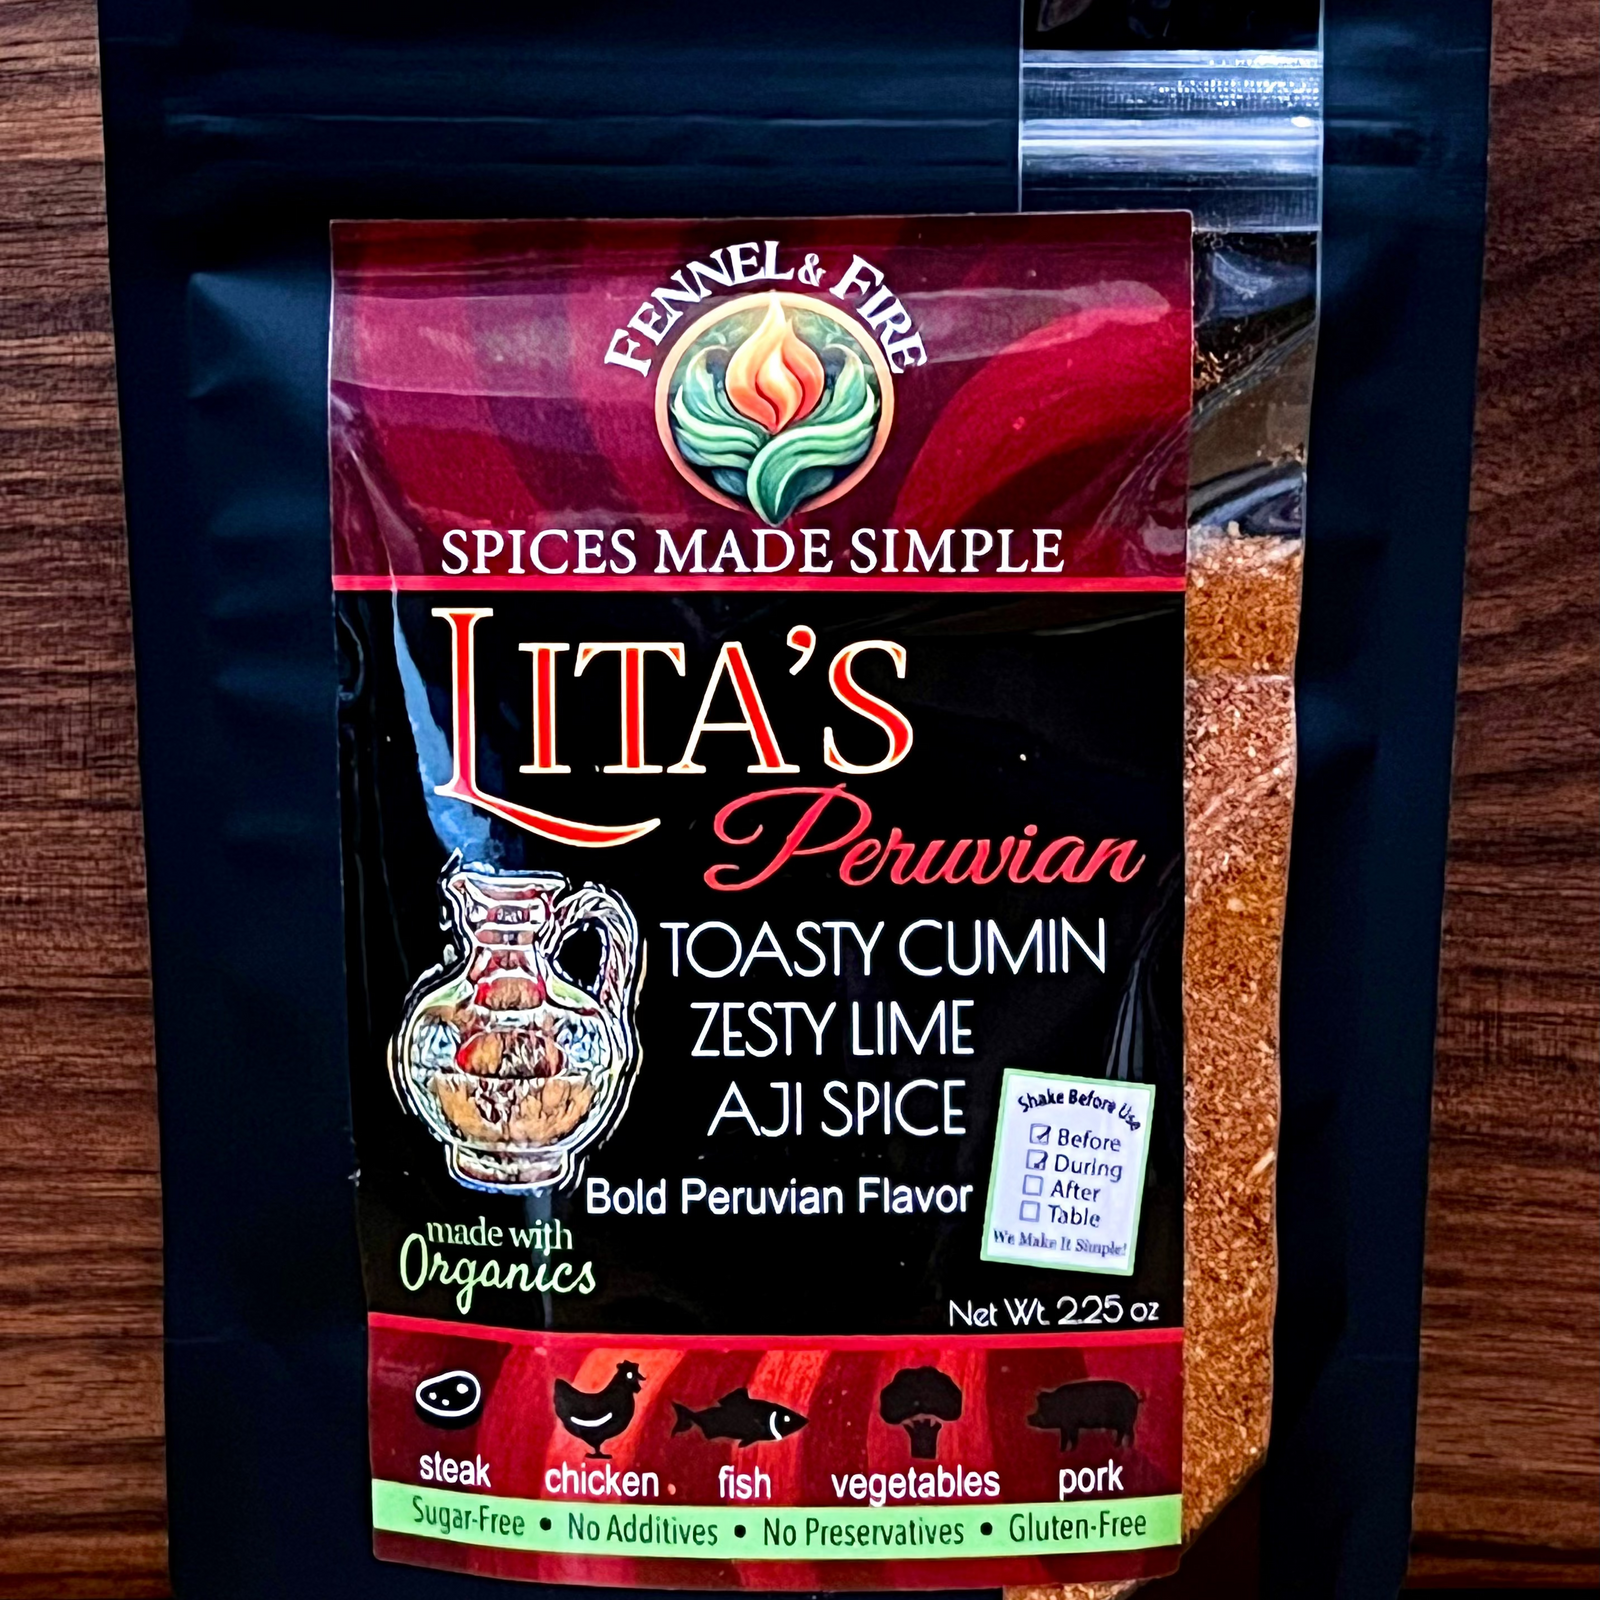 FENNEL & FIRE
SPICES MADE SIMPLE
LITA'S
Peruvian
TOASTY CUMIN
ZESTY LIME
AJI SPICE
Bold Peruvian Flavor
made with
Organics
Shake Before Use
☑ Before
☑ During
☐ After
☐ Table
We Make It Simple!
Net Wt. 2.25 oz
steak chicken fish vegetables pork
Sugar-Free • No Additives • No Preservatives • Gluten-Free